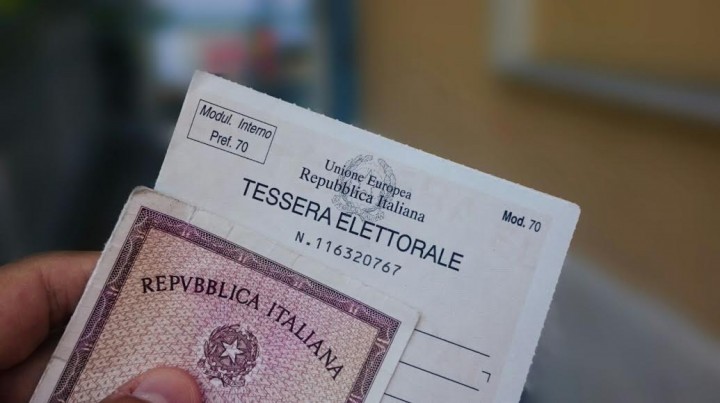 Modul. Interno
Pref. 70
Unione Europea
Repubblica Italiana
Mod. 70
TESSERA ELETTORALE
N.116320767
REPVBBLICA ITALIANA